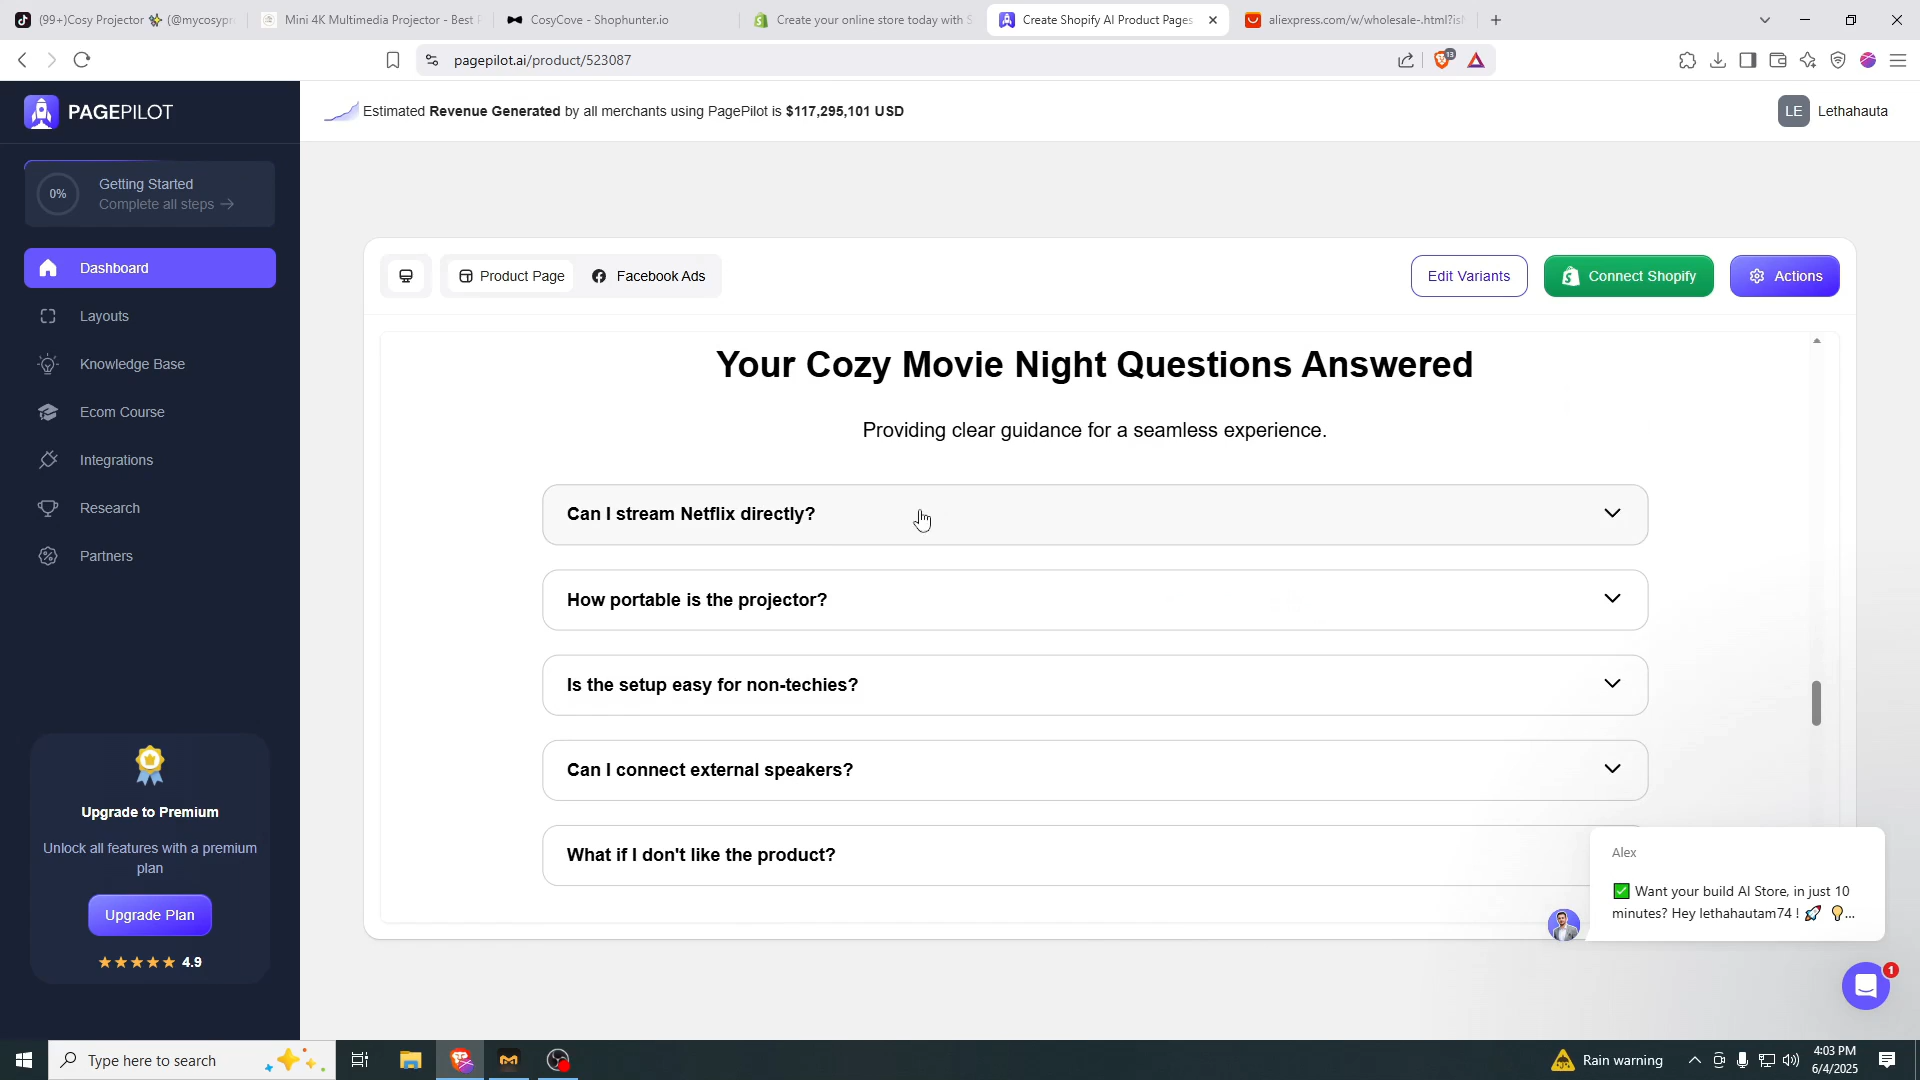 (99+)Cosy Projector ✨ (@mycosypr
Mini 4K Multimedia Projector - Best P
CosyCove - Shophunter.io
Create your online store today with S
Create Shopify AI Product Pages
aliexpress.com/w/wholesale-.html?isl
pagepilot.ai/product/523087
13
PAGEPILOT
Estimated Revenue Generated by all merchants using PagePilot is $117,295,101 USD
LE
Lethahauta
0%
Getting Started
Complete all steps →
Dashboard
Layouts
Knowledge Base
Ecom Course
Integrations
Research
Partners
Product Page
Facebook Ads
Edit Variants
Connect Shopify
Actions
Your Cozy Movie Night Questions Answered
Providing clear guidance for a seamless experience.
Can I stream Netflix directly?
How portable is the projector?
Is the setup easy for non-techies?
Can I connect external speakers?
What if I don't like the product?
Upgrade to Premium
Unlock all features with a premium
plan
Upgrade Plan
★★★★★ 4.9
Alex
✅ Want your build AI Store, in just 10
minutes? Hey lethahautam74 ! 🚀 💡...
1
Type here to search
Rain warning
4:03 PM
6/4/2025